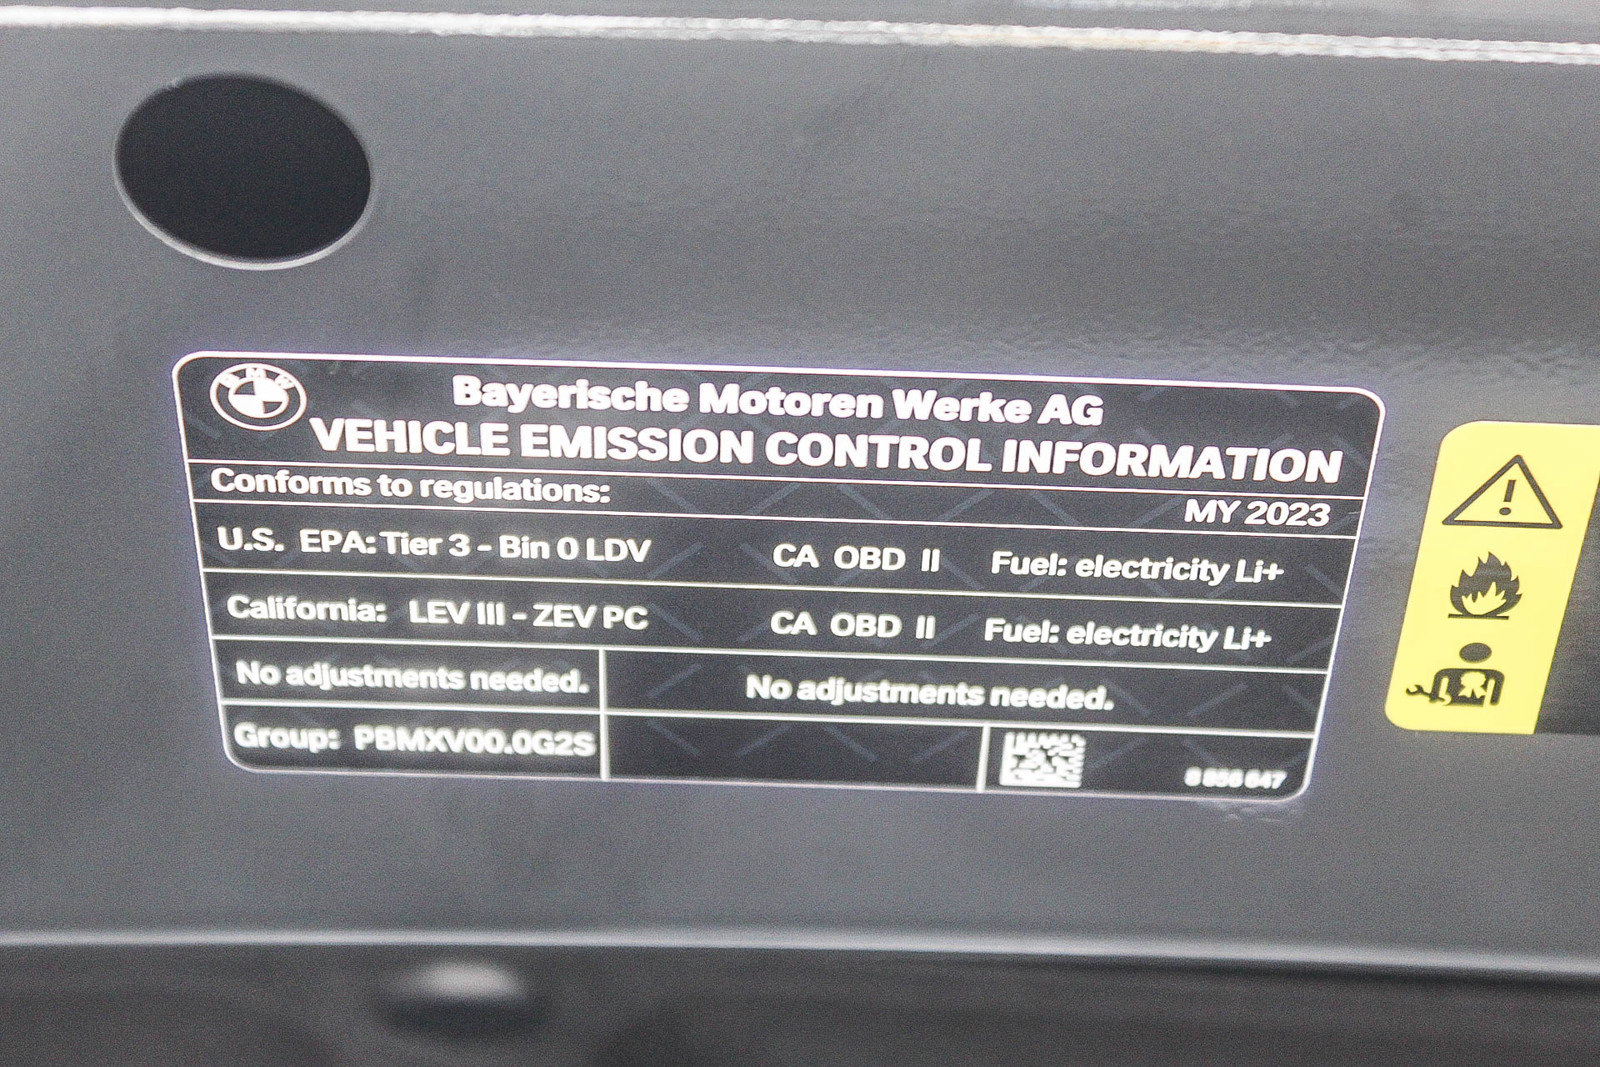 BMW
Bayerische Motoren Werke AG
VEHICLE EMISSION CONTROL INFORMATION
Conforms to regulations:
MY 2023
U.S. EPA: Tier 3 - Bin 0 LDV CA OBD II Fuel: electricity Li+
California: LEV III - ZEV PC CA OBD II Fuel: electricity Li+
No adjustments needed. No adjustments needed.
Group: PBMXV00.0G2S